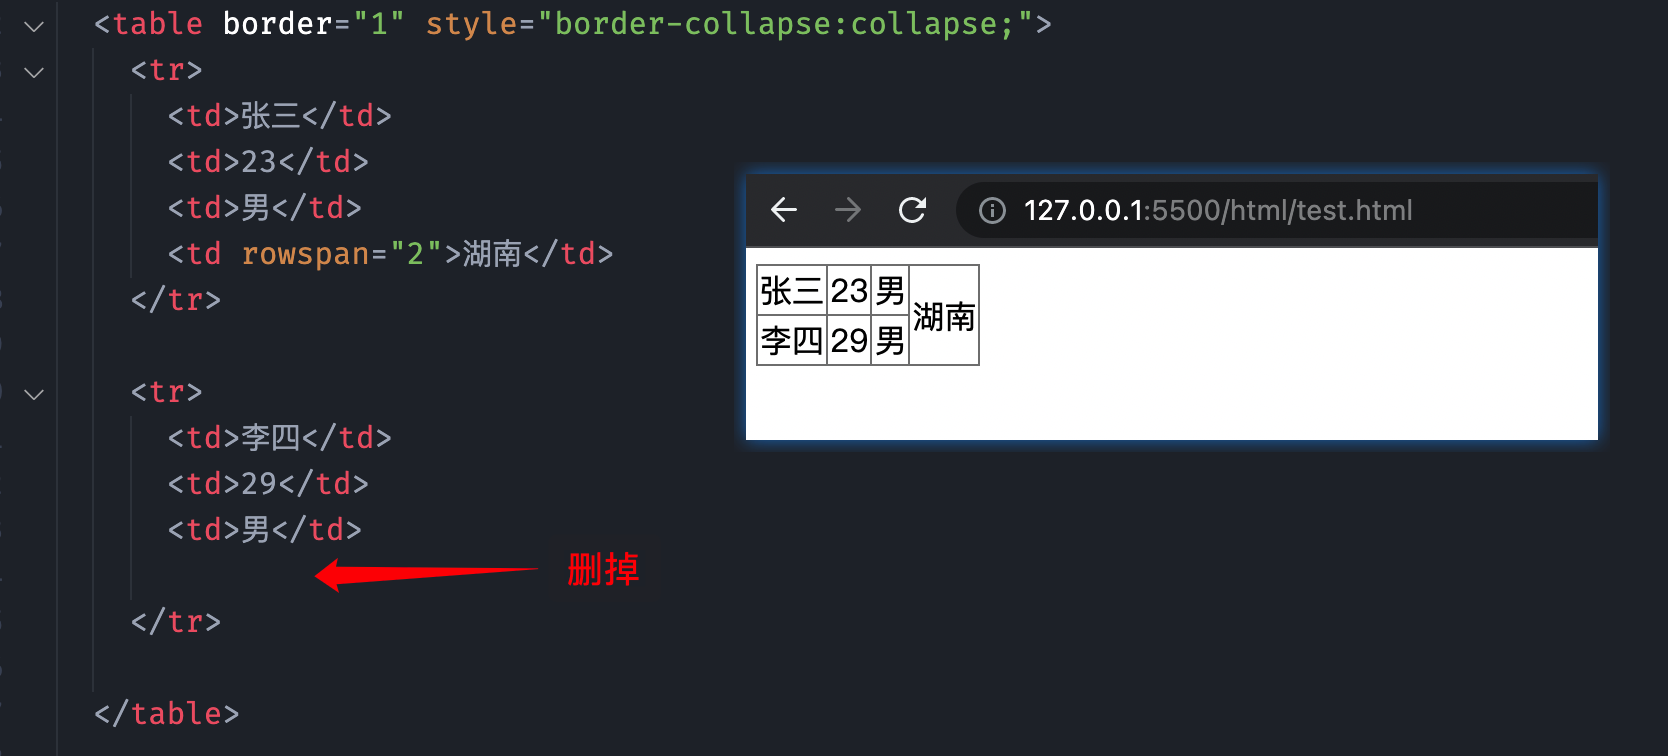 <table border="1" style="border-collapse:collapse;">
<tr>
<td>张三</td>
<td>23</td>
<td>男</td>
<td rowspan="2">湖南</td>
</tr>
<tr>
<td>李四</td>
<td>29</td>
<td>男</td>
删掉
</tr>
</table>
127.0.0.1:5500/html/test.html
张三 23 男 湖南
李四 29 男